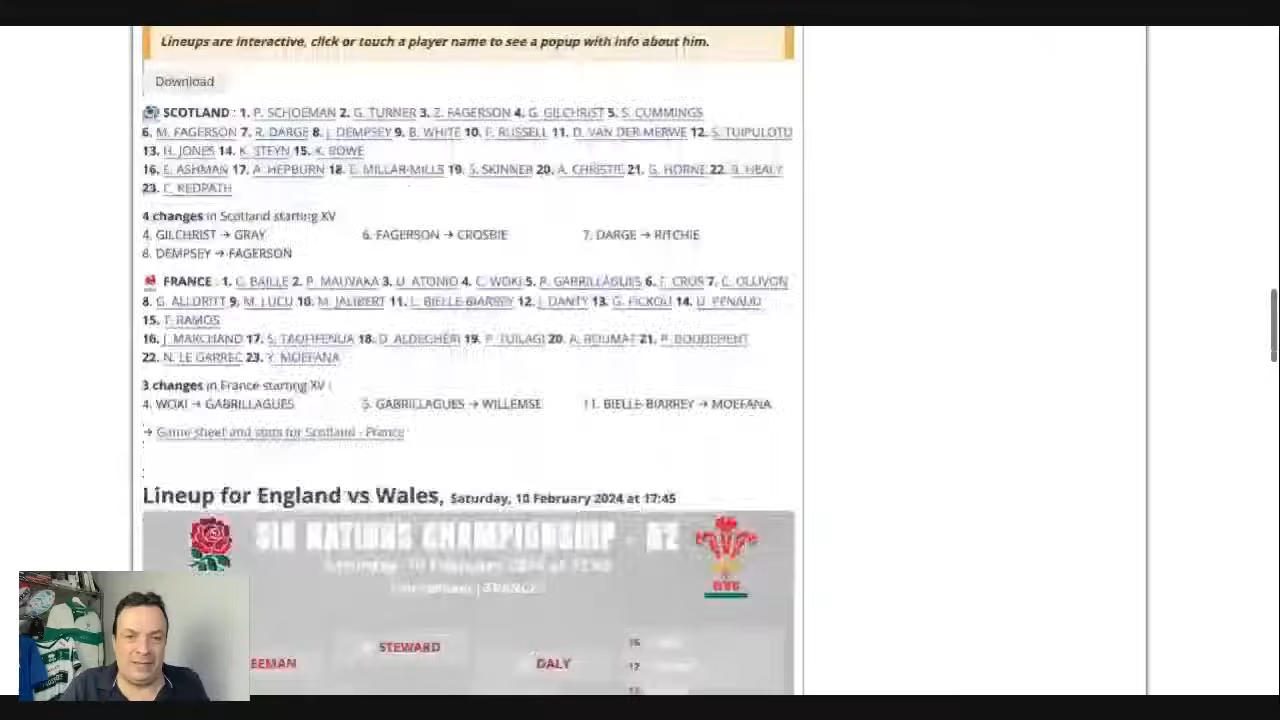 Lineups are interactive, click or touch a player name to see a popup with info about him.
Download
SCOTLAND : 1. P. SCHOEMAN 2. G. TURNER 3. Z. FAGERSON 4. G. GILCHRIST 5. S. CUMMINGS
6. M. FAGERSON 7. R. DARGE 8. J. DEMPSEY 9. B. WHITE 10. F. RUSSELL 11. D. VAN DER MERWE 12. S. TUIPULOTU
13. H. JONES 14. K. STEYN 15. K. ROWE
16. E. ASHMAN 17. A. HEPBURN 18. E. MILLAR-MILLS 19. S. SKINNER 20. A. CHRISTIE 21. G. HORNE 22. B. HEALY
23. C. REDPATH
4 changes in Scotland starting XV
4. GILCHRIST → GRAY 6. FAGERSON → CROSBIE 7. DARGE → RITCHIE
8. DEMPSEY → FAGERSON
FRANCE : 1. C. BAILLE 2. P. MAUVAKA 3. U. ATONIO 4. C. WOKI 5. P. GABRILLAGUES 6. F. CROS 7. C. OLLIVON
8. G. ALLDRITT 9. M. LUCU 10. M. JALIBERT 11. L. BIELLE-BIARREY 12. J. DANTY 13. G. FICKOU 14. D. PENAUD
15. T. RAMOS
16. J. MARCHAND 17. S. TAOFIFENUA 18. D. ALDEGHERI 19. P. TUILAGI 20. A. ROUMAT 21. P. BOUDEHENT
22. N. LE GARREC 23. Y. MOEFANA
3 changes in France starting XV :
4. WOKI → GABRILLAGUES 5. GABRILLAGUES → WILLEMSE 11. BIELLE-BIARREY → MOEFANA
→ Game sheet and stats for Scotland - France
Lineup for England vs Wales, Saturday, 10 February 2024 at 17:45
SIX NATIONS CHAMPIONSHIP - R2
STEWARD
EEMAN DALY